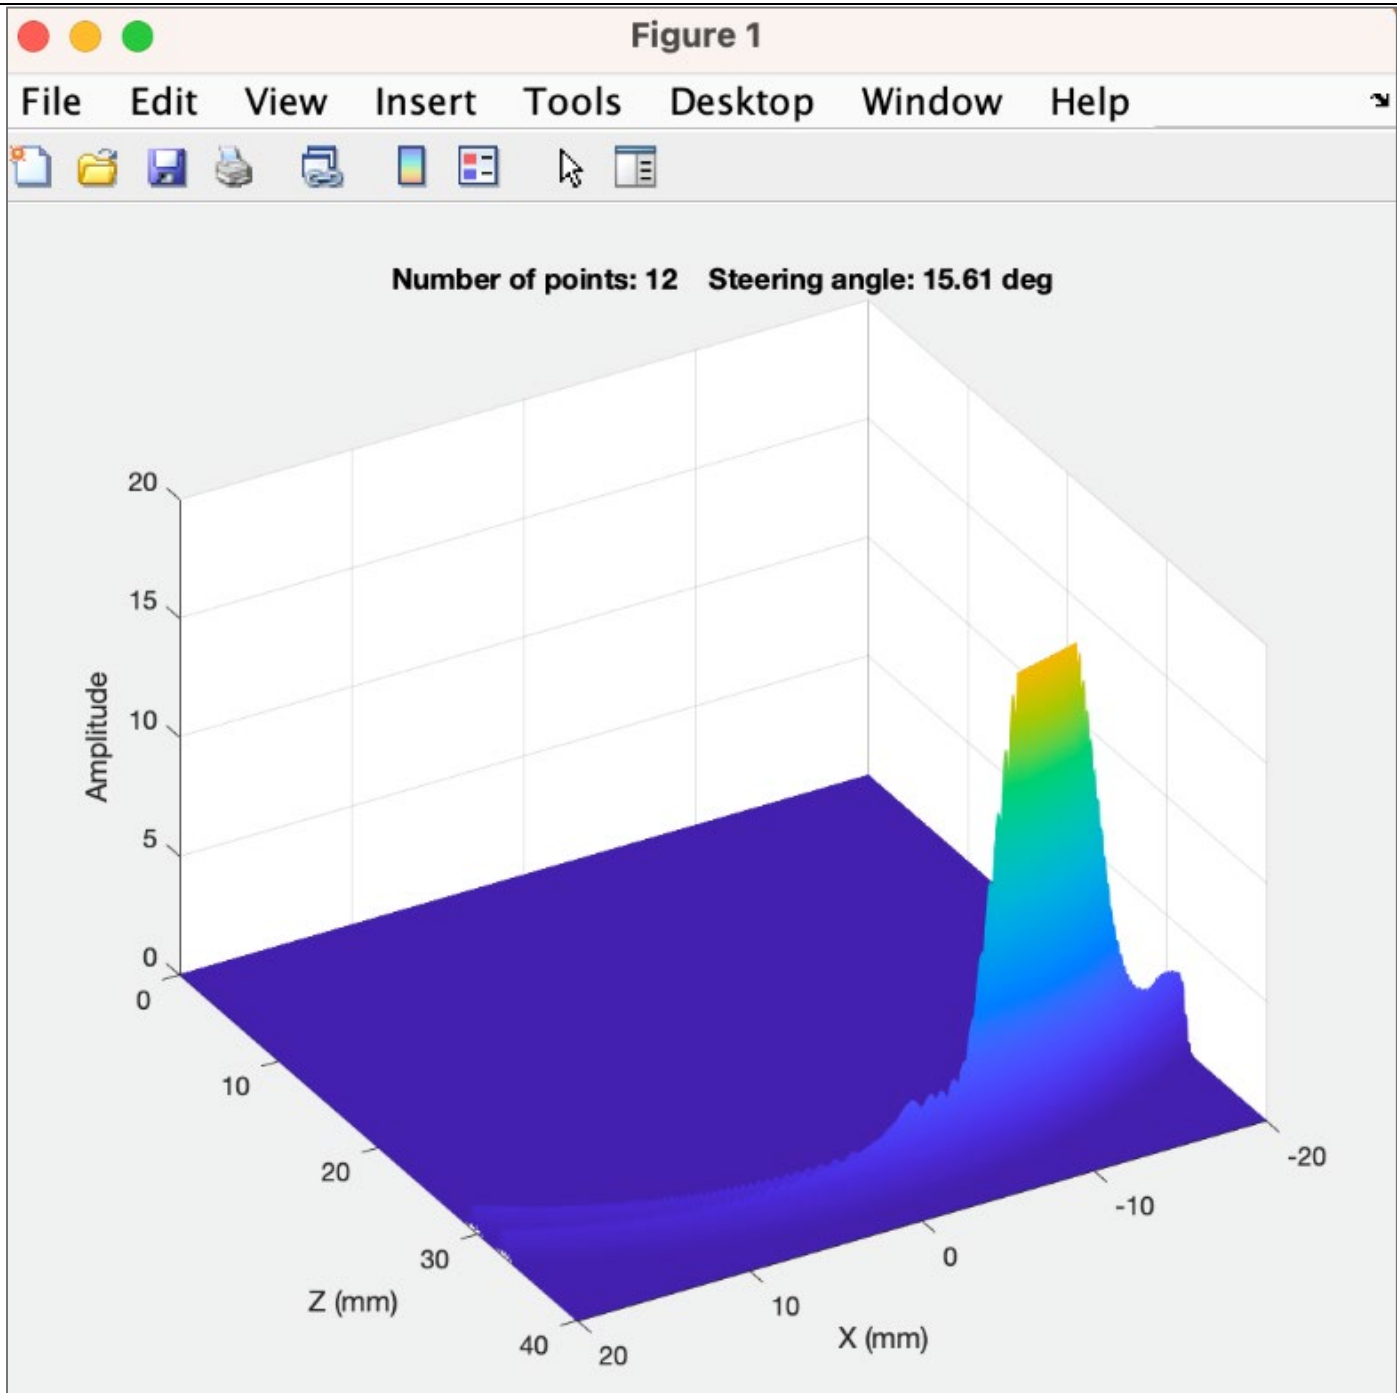 Figure 1
File Edit View Insert Tools Desktop Window Help
Number of points: 12 Steering angle: 15.61 deg
20
15
10
5
0
Amplitude
0
10
20
30
40
Z (mm)
20
10
0
-10
-20
X (mm)